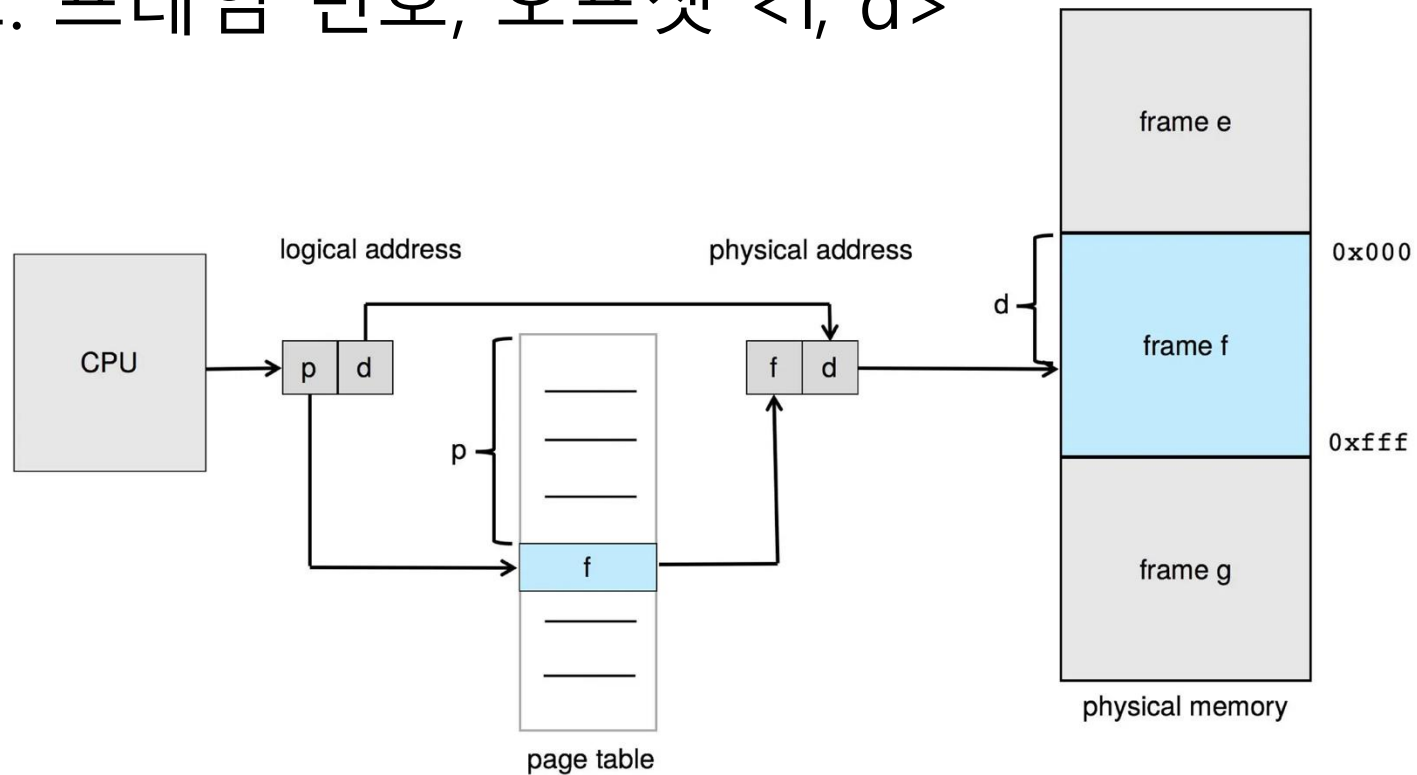 프레임 번호, 오프셋 <f, d>
frame e
logical address
physical address
0x000
d
CPU
p d
f d
frame f
p
0xfff
f
frame g
physical memory
page table